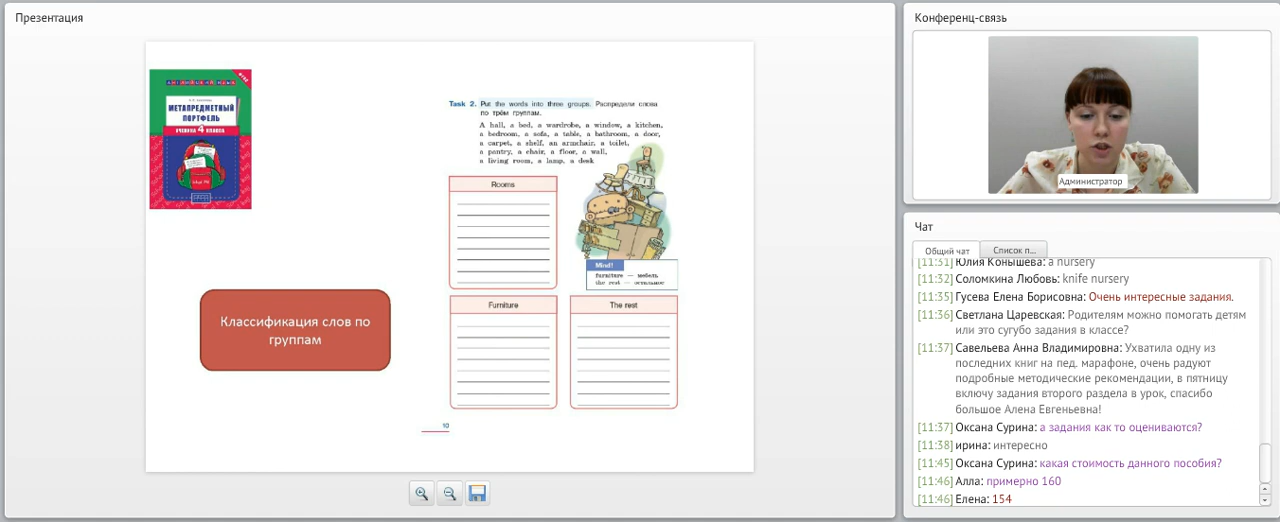 Презентация
АНГЛИЙСКИЙ ЯЗЫК
МЕТАПРЕДМЕТНЫЙ
ПОРТФЕЛЬ
УЧЕНИКА 4 КЛАССА
Task 2. Put the words into three groups. Распредели слова
по трём группам.
A hall, a bed, a wardrobe, a window, a kitchen,
a bedroom, a sofa, a table, a bathroom, a door,
a carpet, a shelf, an armchair, a toilet,
a pantry, a chair, a floor, a wall,
a living room, a lamp, a desk
Rooms
Mind!
furniture — мебель
the rest — остальное
Furniture
The rest
10
Классификация слов по
группам
Конференц-связь
Администратор
Чат
Общий чат
Список п...
[11:31] Юлия Конышева: a nursery
[11:32] Соломкина Любовь: knife nursery
[11:35] Гусева Елена Борисовна: Очень интересные задания.
[11:36] Светлана Царевская: Родителям можно помогать детям
или это сугубо задания в классе?
[11:37] Савельева Анна Владимировна: Ухватила одну из
последних книг на пед. марафоне, очень радуют
подробные методические рекомендации, в пятницу
включу задания второго раздела в урок, спасибо
большое Алена Евгеньевна!
[11:37] Оксана Сурина: а задания как то оцениваются?
[11:38] ирина: интересно
[11:45] Оксана Сурина: какая стоимость данного пособия?
[11:46] Алла: примерно 160
[11:46] Елена: 154